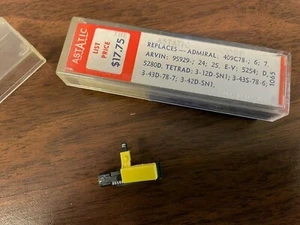 ASTATIC
LIST
PRICE
$17.75
REPLACES — ADMIRAL: 409C78-; 6; 7.
ARVIN: 95929-; 24; 25. E-V: 5254; D,
5280D, TETRAD: 3-12D-SN1; 3-43S-78-6;
3-43D-78-7; 3-42D-SN1.
1065